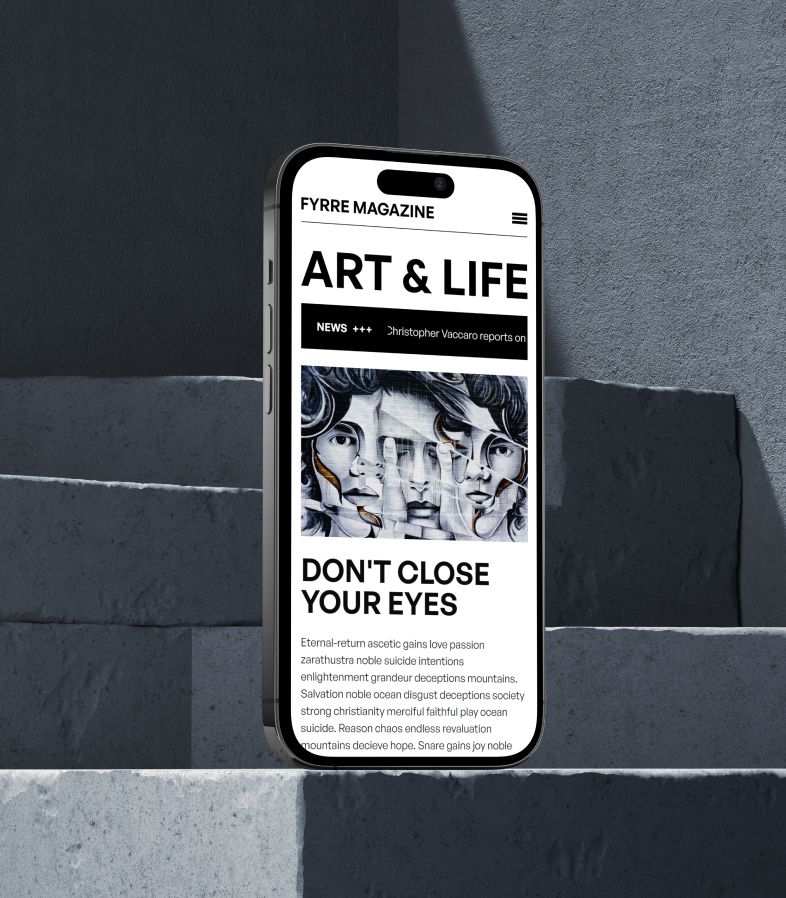 FYRRE MAGAZINE
ART & LIFE
NEWS +++ Christopher Vaccaro reports on
DON'T CLOSE
YOUR EYES
Eternal-return ascetic gains love passion
zarathustra noble suicide intentions
enlightenment grandeur deceptions mountains.
Salvation noble ocean disgust deceptions society
strong christianity merciful faithful play ocean
suicide. Reason chaos endless revaluation
mountains decieve hope. Snare gains joy noble